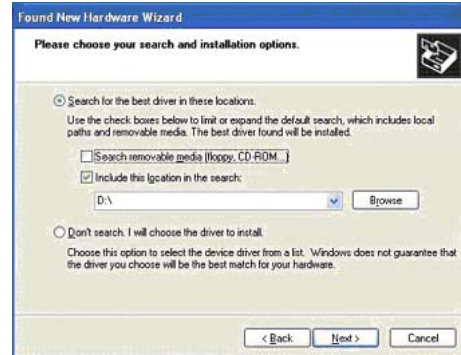 Found New Hardware Wizard
Please choose your search and installation options.
Search for the best driver in these locations.
Use the check boxes below to limit or expand the default search, which includes local
paths and removable media. The best driver found will be installed.
Search removable media (floppy, CD-ROM...)
Include this location in the search:
D:\
Browse
Don't search. I will choose the driver to install.
Choose this option to select the device driver from a list. Windows does not guarantee that
the driver you choose will be the best match for your hardware.
< Back
Next >
Cancel